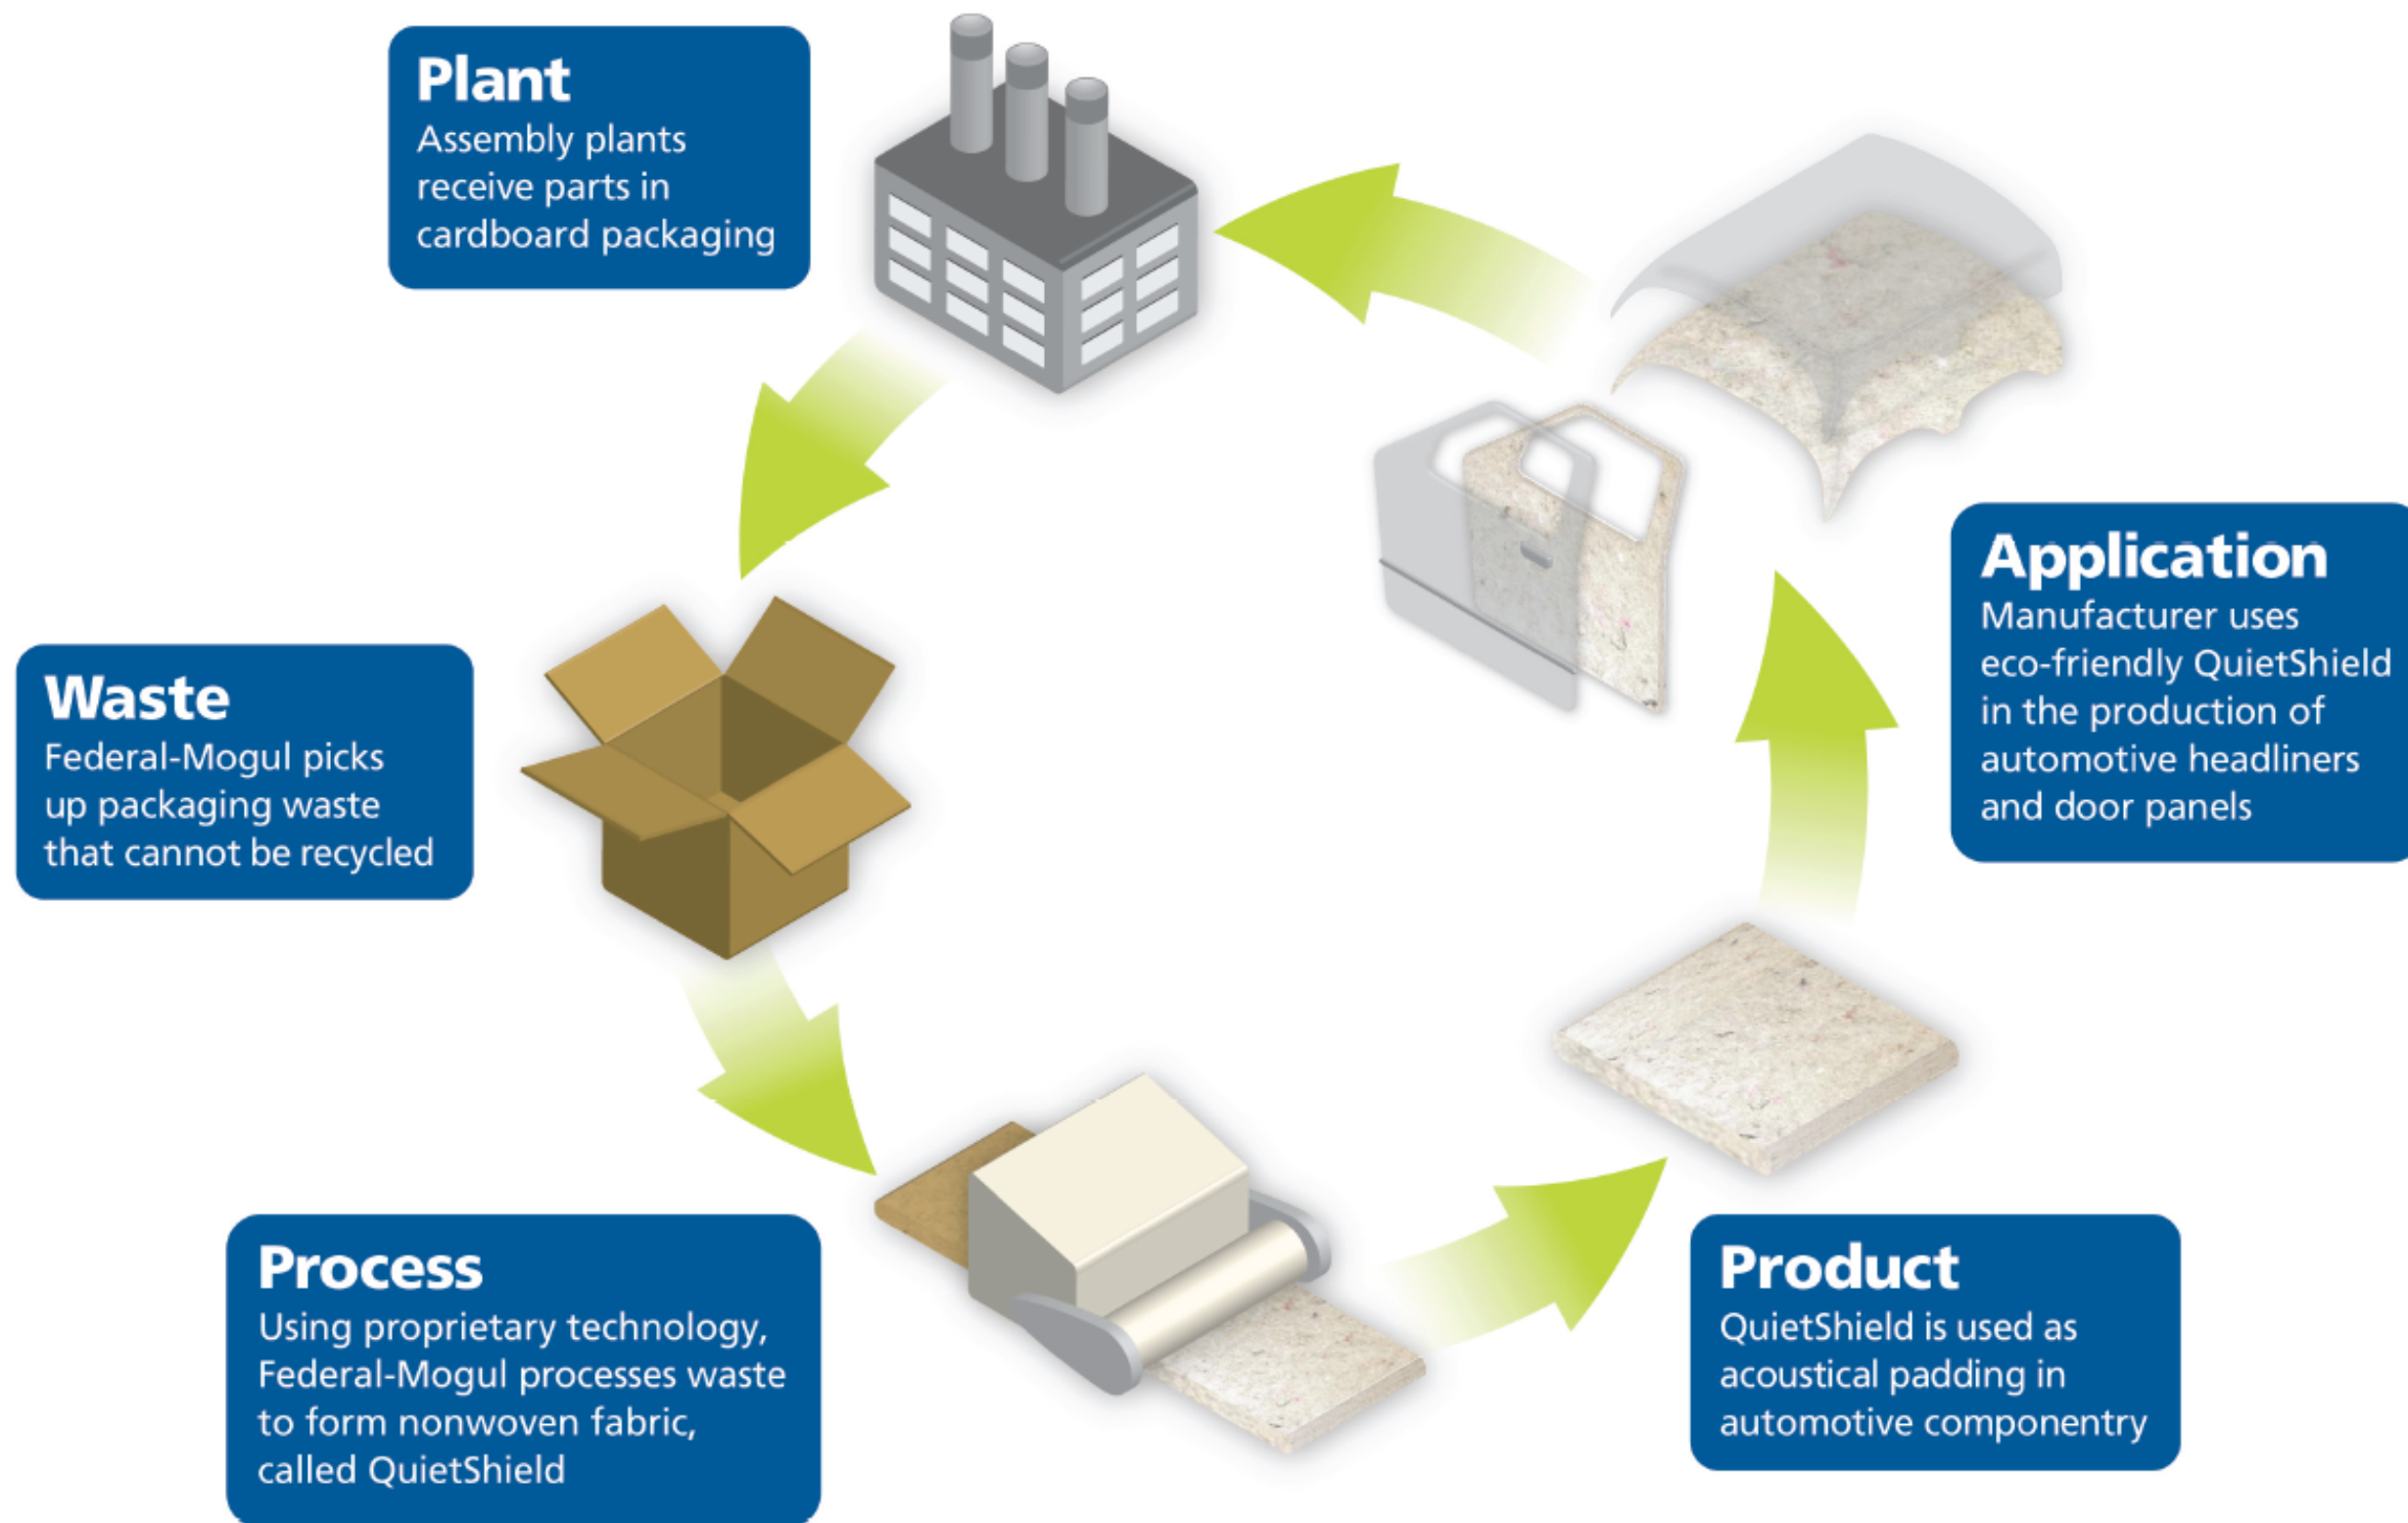 Plant
Assembly plants
receive parts in
cardboard packaging
Waste
Federal-Mogul picks
up packaging waste
that cannot be recycled
Process
Using proprietary technology,
Federal-Mogul processes waste
to form nonwoven fabric,
called QuietShield
Product
QuietShield is used as
acoustical padding in
automotive componentry
Application
Manufacturer uses
eco-friendly QuietShield
in the production of
automotive headliners
and door panels